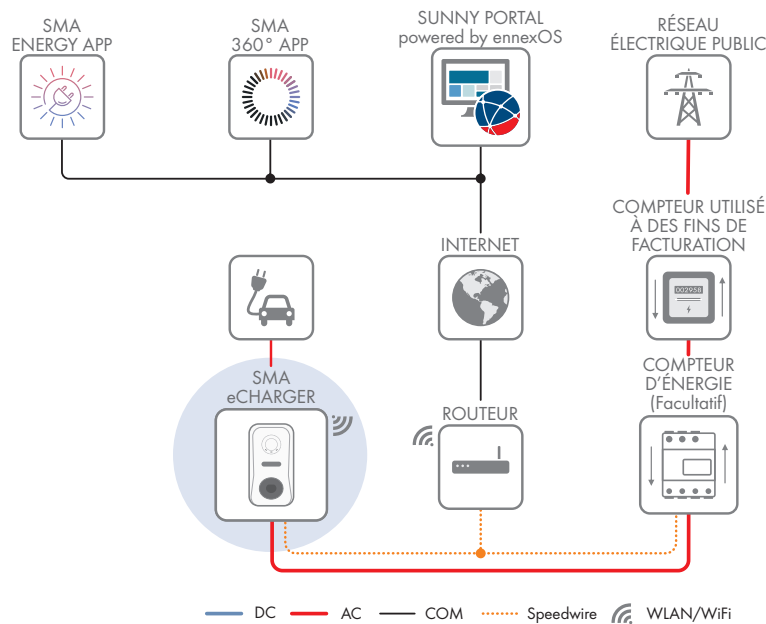 SMA
ENERGY APP
SMA
360° APP
SUNNY PORTAL
powered by ennexOS
RÉSEAU
ÉLECTRIQUE PUBLIC
COMPTEUR UTILISÉ
À DES FINS DE
FACTURATION
INTERNET
002958
SMA
eCHARGER
ROUTEUR
COMPTEUR
D'ÉNERGIE
(Facultatif)
DC
AC
COM
Speedwire
WLAN/WiFi